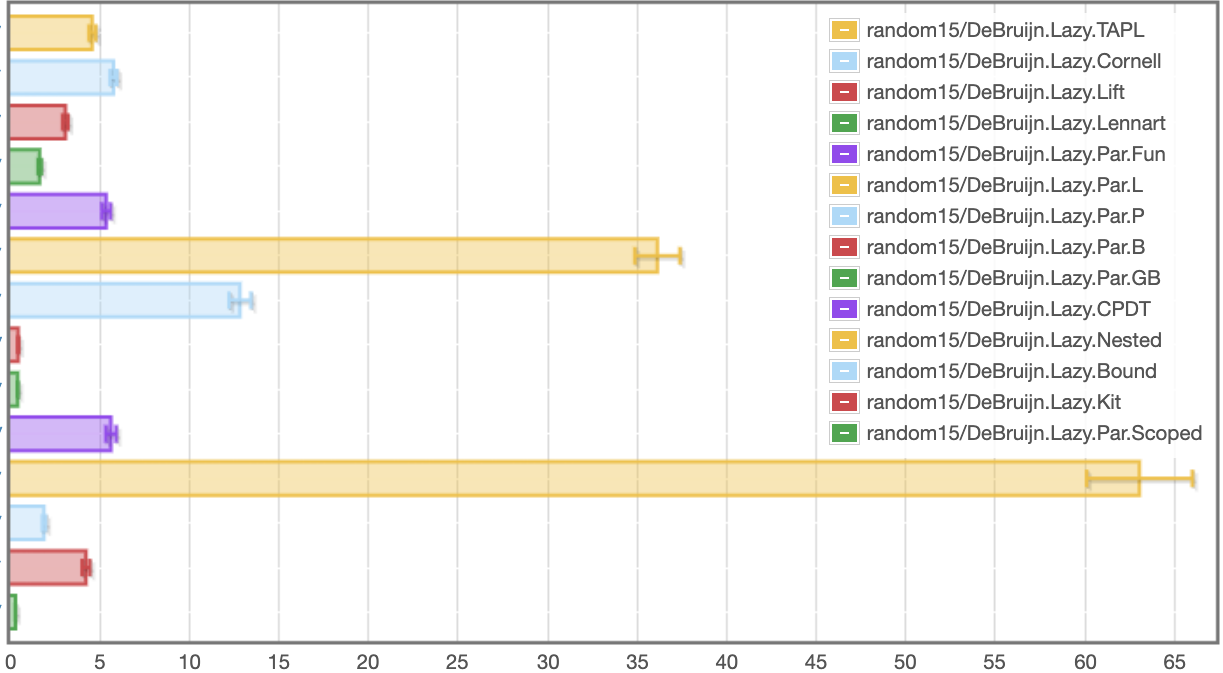 random15/DeBruijn.Lazy.TAPL
random15/DeBruijn.Lazy.Cornell
random15/DeBruijn.Lazy.Lift
random15/DeBruijn.Lazy.Lennart
random15/DeBruijn.Lazy.Par.Fun
random15/DeBruijn.Lazy.Par.L
random15/DeBruijn.Lazy.Par.P
random15/DeBruijn.Lazy.Par.B
random15/DeBruijn.Lazy.Par.GB
random15/DeBruijn.Lazy.CPDT
random15/DeBruijn.Lazy.Nested
random15/DeBruijn.Lazy.Bound
random15/DeBruijn.Lazy.Kit
random15/DeBruijn.Lazy.Par.Scoped
0 5 10 15 20 25 30 35 40 45 50 55 60 65